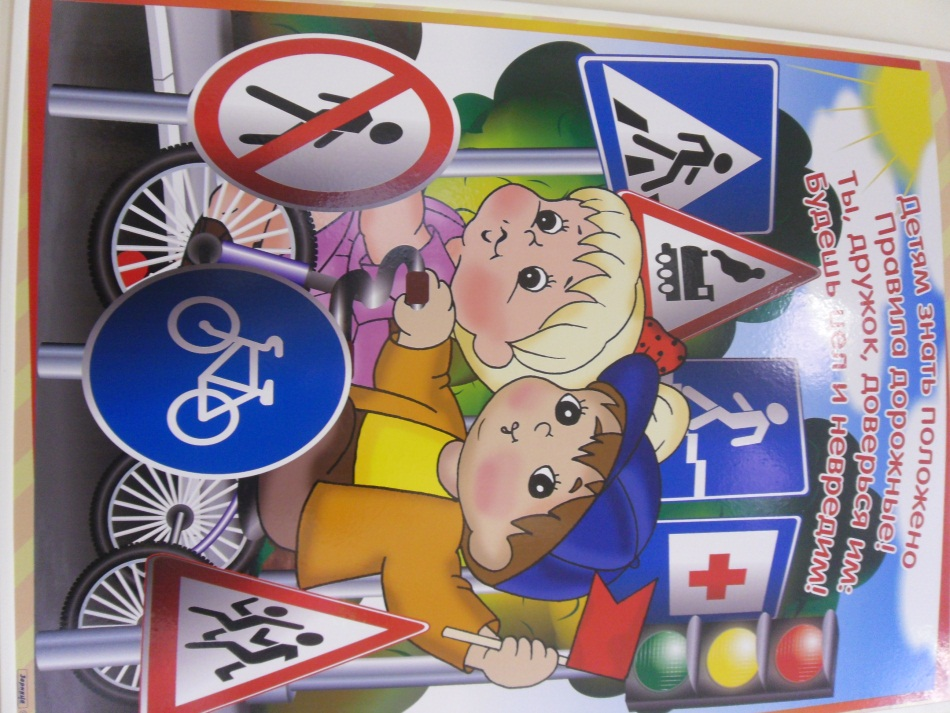 Детям знать положено
Правила дорожные!
Ты, дружок, доверься им:
Будешь цел и невредим!